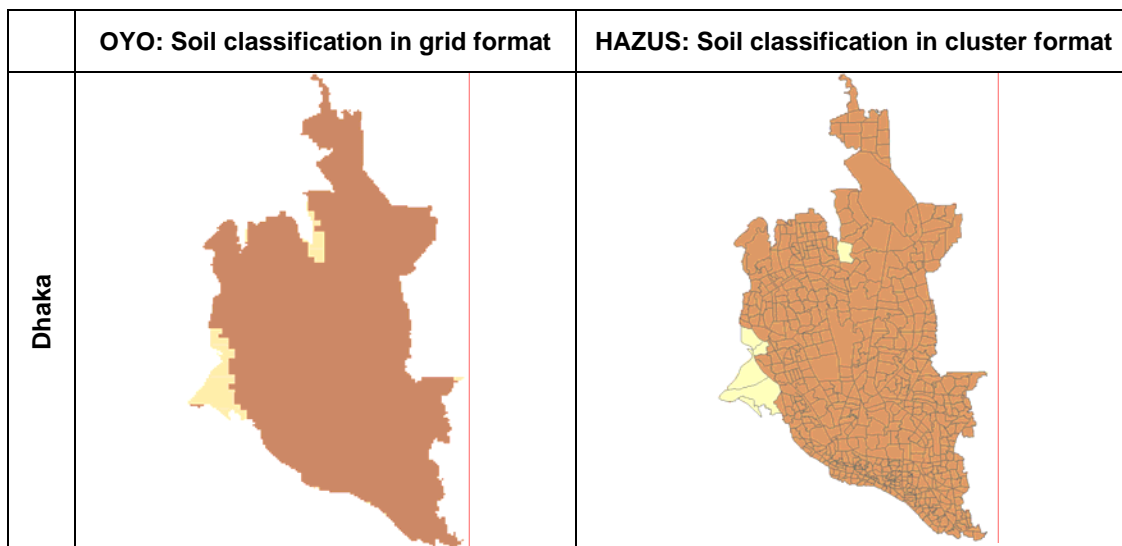 OYO: Soil classification in grid format
HAZUS: Soil classification in cluster format
Dhaka